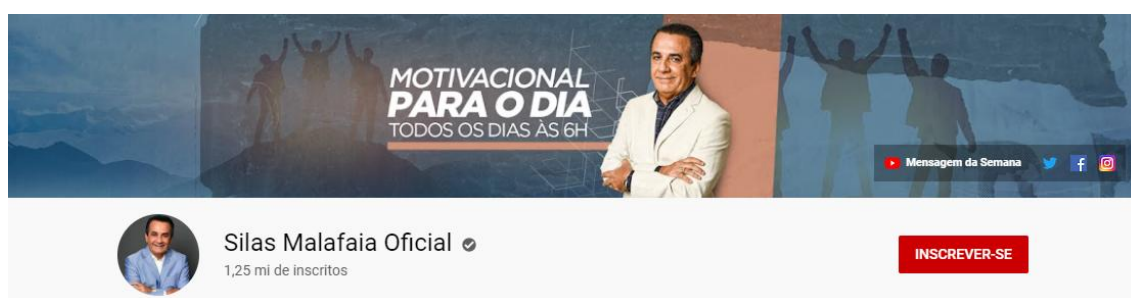 MOTIVACIONAL
PARA O DIA
TODOS OS DIAS ÀS 6H
Mensagem da Semana
Silas Malafaia Oficial
1,25 mi de inscritos
INSCREVER-SE